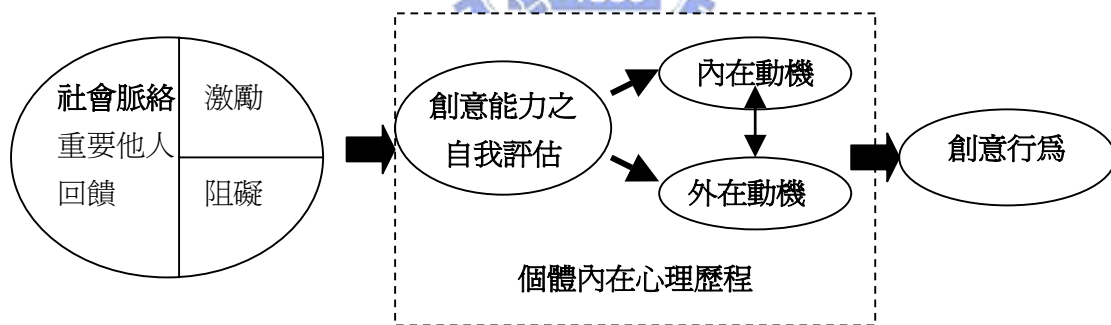 社會脈絡
重要他人
回饋
激勵
阻礙
創意能力之
自我評估
內在動機
外在動機
個體內在心理歷程
創意行為